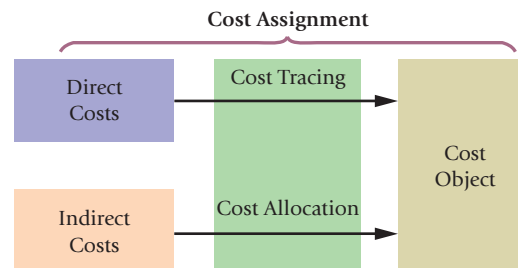 Cost Assignment
Direct
Costs
Cost Tracing
Cost
Object
Indirect
Costs
Cost Allocation